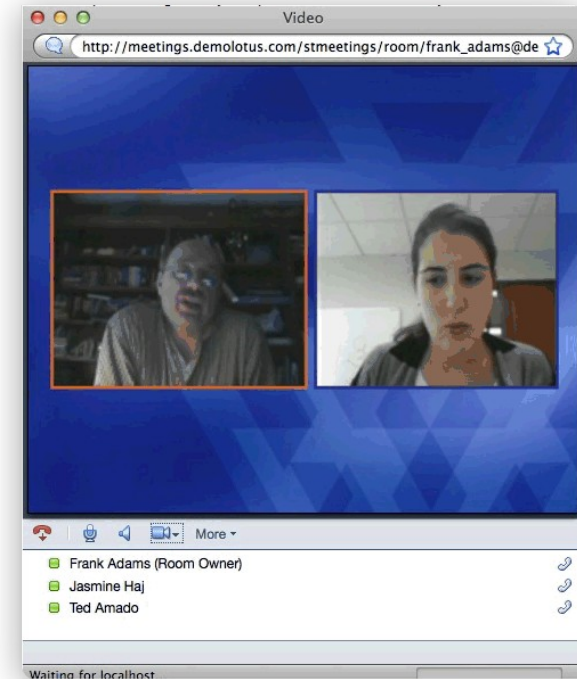 Video
http://meetings.demolotus.com/stmeetings/room/frank_adams@de
More
Frank Adams (Room Owner)
Jasmine Haj
Ted Amado
Waiting for localhost